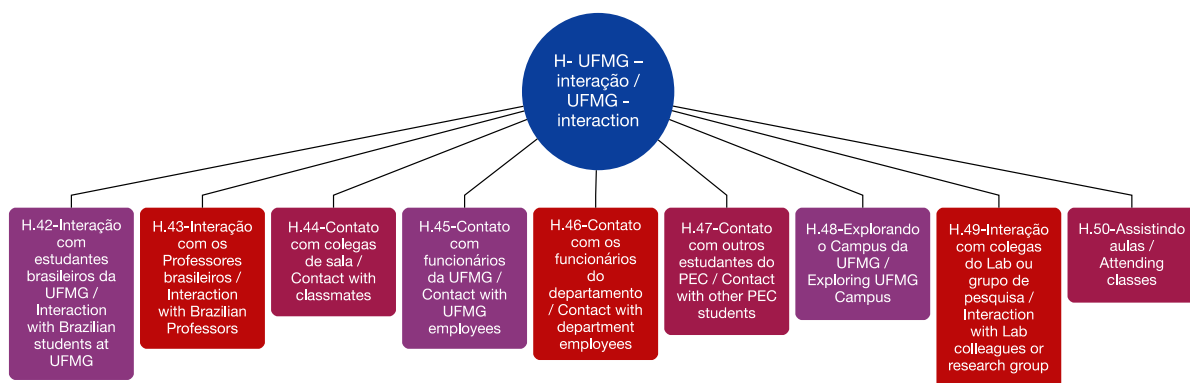 H- UFMG –
interação /
UFMG -
interaction
H.42-Interação
com
estudantes
brasileiros da
UFMG /
Interaction
with Brazilian
students at
UFMG
H.43-Interação
com os
Professores
brasileiros /
Interaction
with Brazilian
Professors
H.44-Contato
com colegas
de sala /
Contact with
classmates
H.45-Contato
com
funcionários
da UFMG /
Contact with
UFMG
employees
H.46-Contato
com os
funcionários
do
departamento
/ Contact with
department
employees
H.47-Contato
com outros
estudantes do
PEC / Contact
with other PEC
students
H.48-Explorando
o Campus da
UFMG /
Exploring UFMG
Campus
H.49-Interação
com colegas
do Lab ou
grupo de
pesquisa /
Interaction
with Lab
colleagues or
research group
H.50-Assistindo
aulas /
Attending
classes